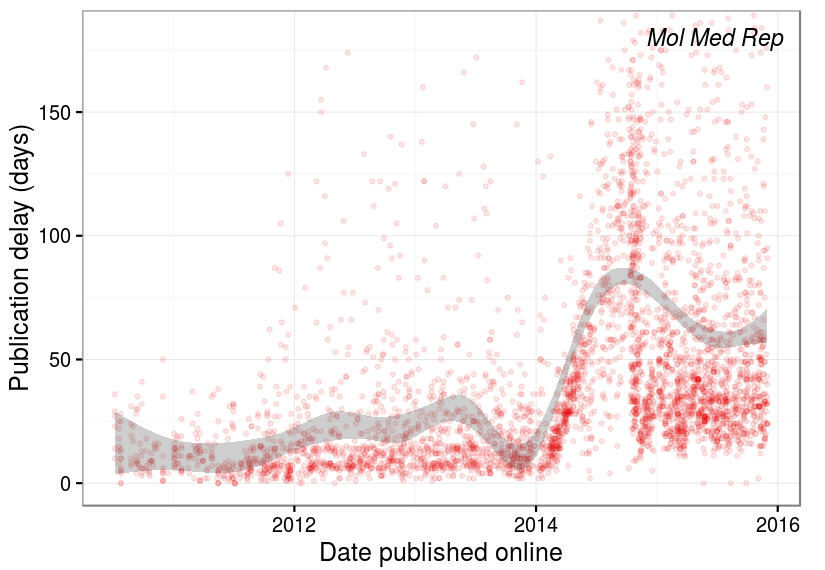 Mol Med Rep
Publication delay (days)
150
100
50
0
2012
2014
2016
Date published online